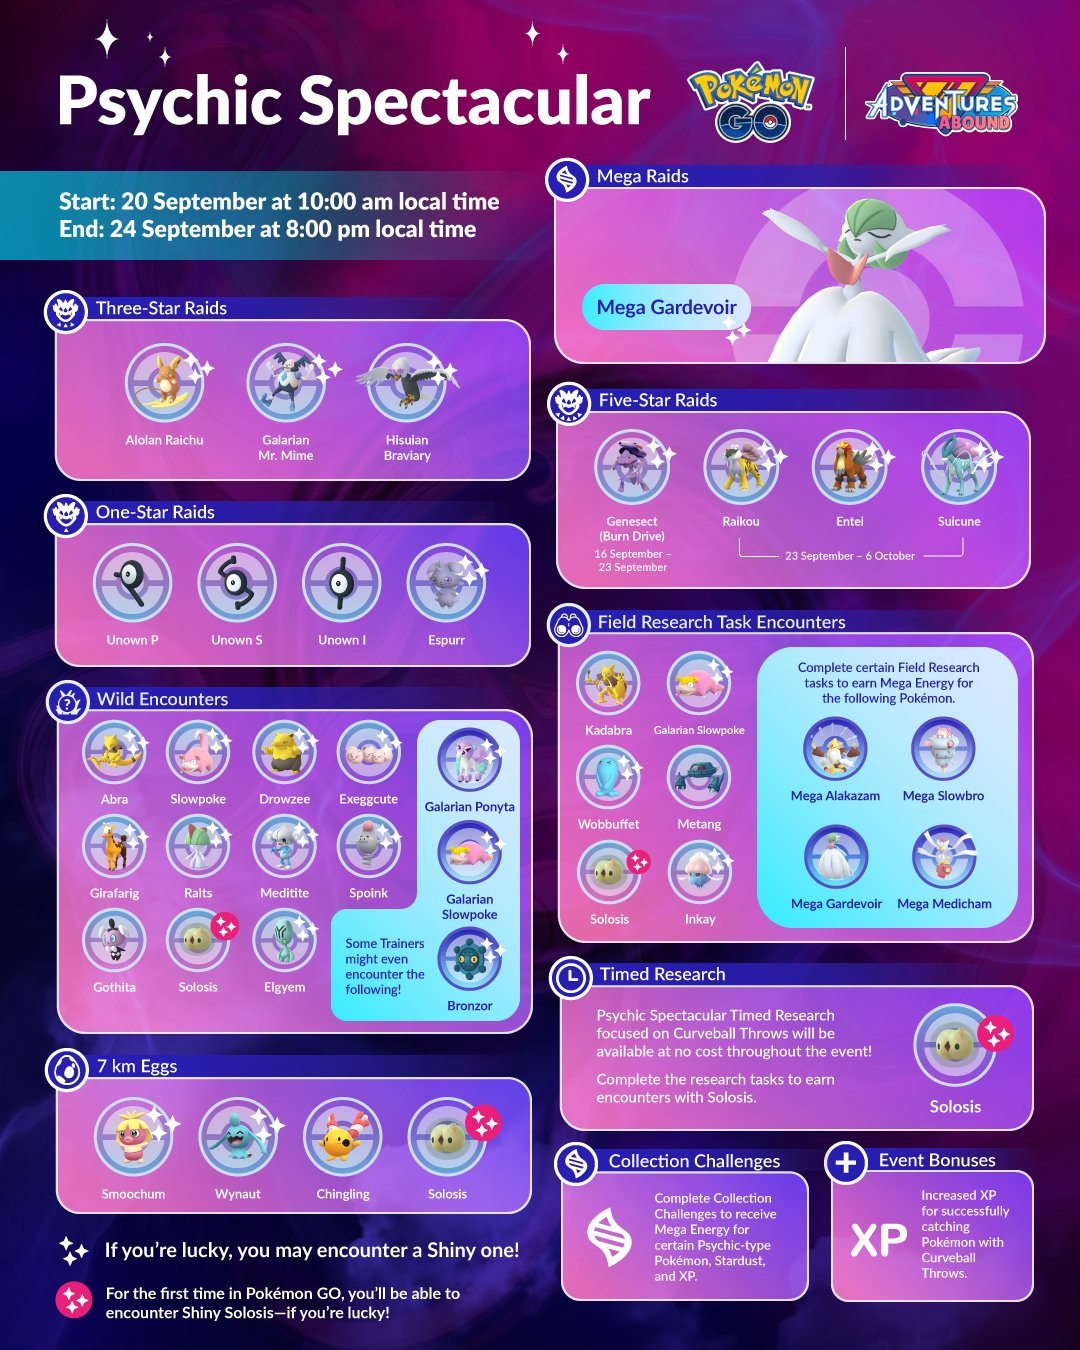 Psychic Spectacular
POKÉMON
GO
ADVENTURES
ABOUND
Start: 20 September at 10:00 am local time
End: 24 September at 8:00 pm local time
Three-Star Raids
Alolan Raichu
Galarian
Mr. Mime
Hisuian
Braviary
One-Star Raids
Unown P
Unown S
Unown I
Espurr
Wild Encounters
Abra
Slowpoke
Drowzee
Exeggcute
Girafarig
Ralts
Meditite
Spoink
Gothita
Solosis
Elgyem
Galarian Ponyta
Galarian
Slowpoke
Some Trainers
might even
encounter the
following!
Bronzor
7 km Eggs
Smoochum
Wynaut
Chingling
Solosis
If you're lucky, you may encounter a Shiny one!
For the first time in Pokémon GO, you'll be able to
encounter Shiny Solosis—if you're lucky!
Mega Raids
Mega Gardevoir
Five-Star Raids
Genesect
(Burn Drive)
16 September –
23 September
Raikou
Entei
Suicune
23 September – 6 October
Field Research Task Encounters
Kadabra
Galarian Slowpoke
Wobbuffet
Metang
Solosis
Inkay
Complete certain Field Research
tasks to earn Mega Energy for
the following Pokémon.
Mega Alakazam
Mega Slowbro
Mega Gardevoir
Mega Medicham
Timed Research
Psychic Spectacular Timed Research
focused on Curveball Throws will be
available at no cost throughout the event!
Complete the research tasks to earn
encounters with Solosis.
Solosis
Collection Challenges
Complete Collection
Challenges to receive
Mega Energy for
certain Psychic-type
Pokémon, Stardust,
and XP.
Event Bonuses
XP
Increased XP
for successfully
catching
Pokémon with
Curveball
Throws.